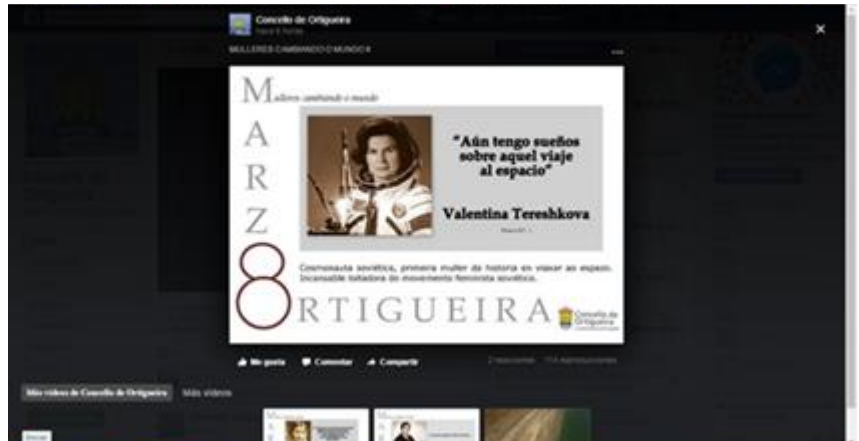 Concello de Ortigueira
MULLERES CAMBIANDO O MUNDO II
Mulleres cambiando o mundo
MARZO
8
"Aún tengo sueños
sobre aquel viaje
al espacio"
Valentina Tereshkova
Cosmonauta soviética, primeira muller da historia en viaxar ao espazo.
Incansable loitadora do movemento feminista soviético.
ORTIGUEIRA
Concello de
Ortigueira
Me gusta Comentar Compartir
Más vídeos de Concello de Ortigueira Más vídeos